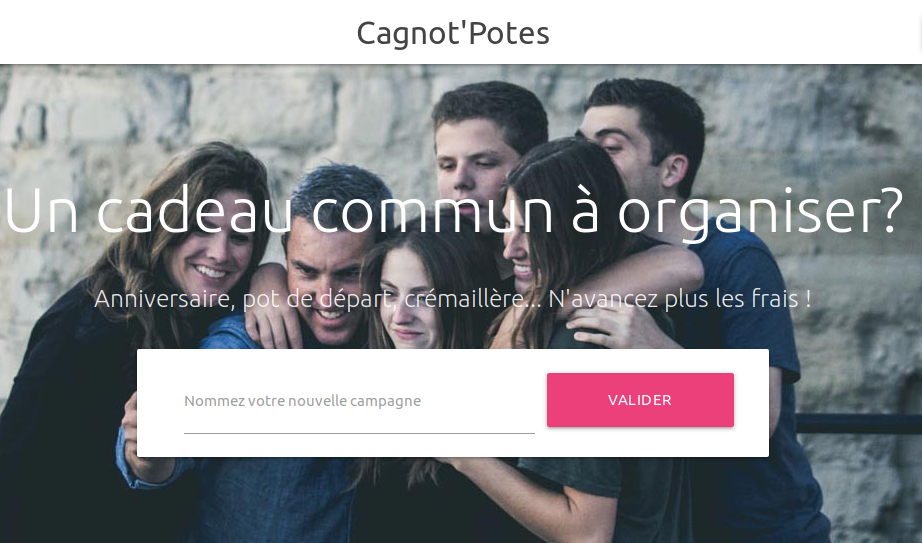 Cagnot'Potes
Un cadeau commun à organiser?
Anniversaire, pot de départ, crémaillère... N'avancez plus les frais !
Nommez votre nouvelle campagne
VALIDER